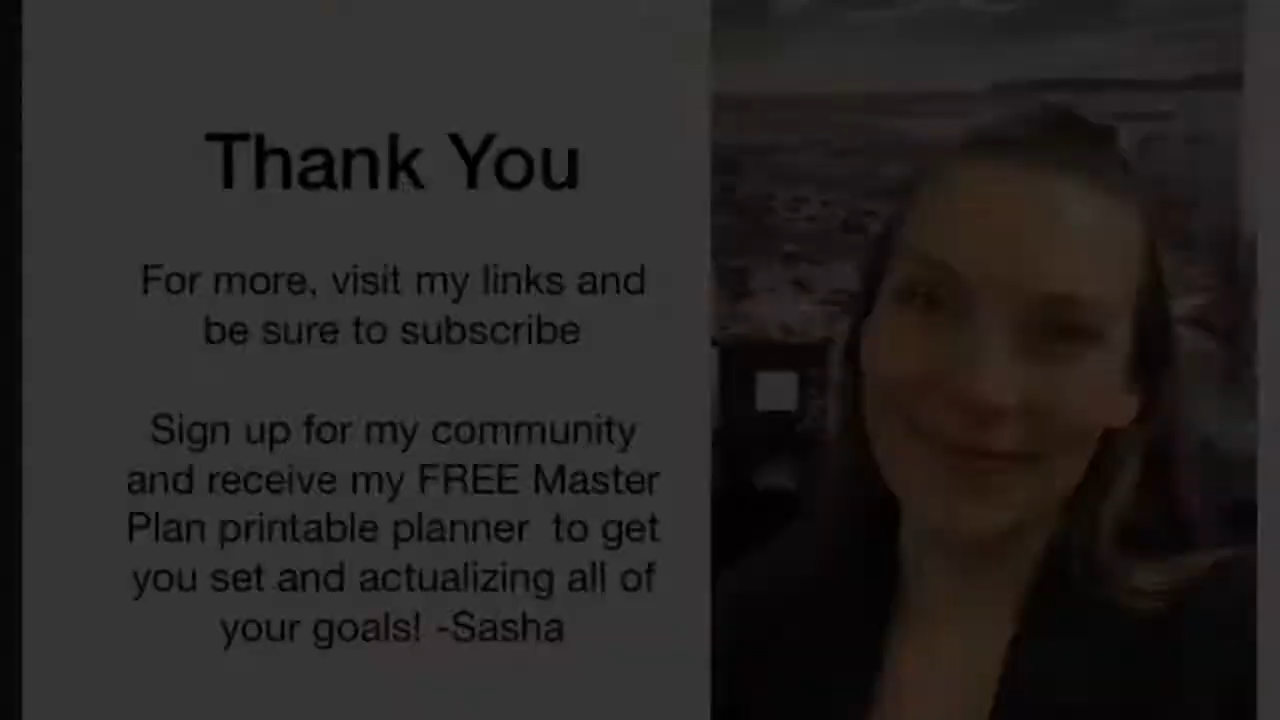 Thank You
For more, visit my links and
be sure to subscribe
Sign up for my community
and receive my FREE Master
Plan printable planner to get
you set and actualizing all of
your goals! -Sasha